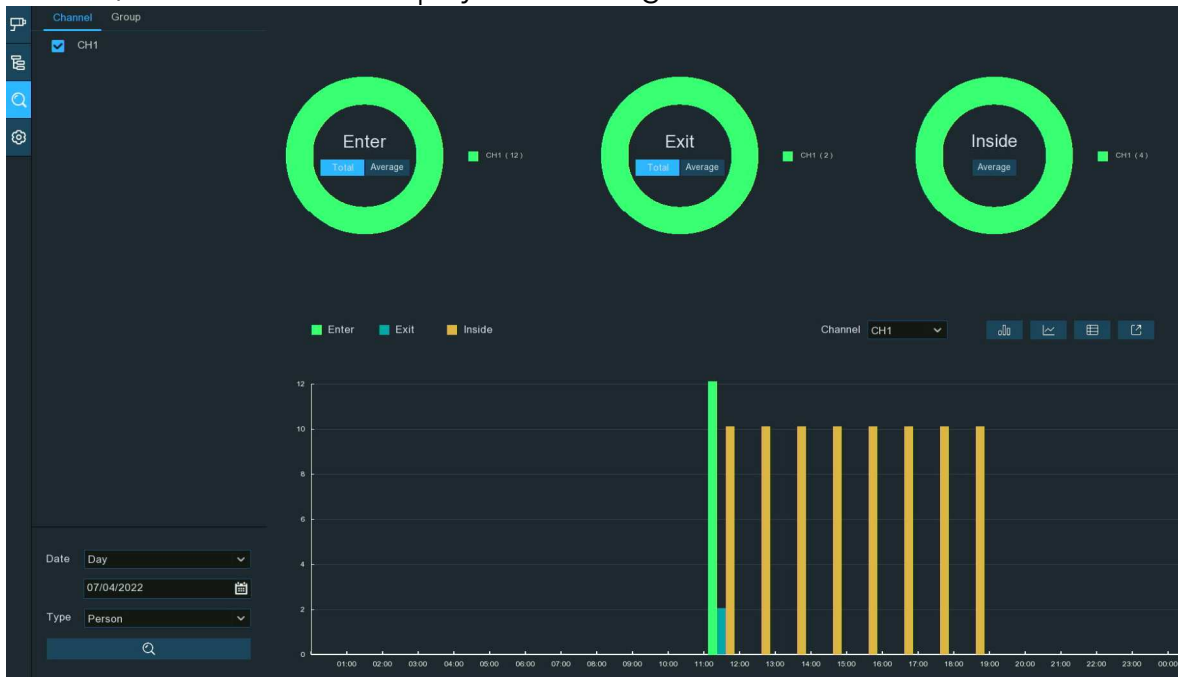 Channel Group
CH1
Enter
Total Average
CH1 ( 12 )
Exit
Total Average
CH1 ( 2 )
Inside
Average
CH1 ( 4 )
Enter Exit Inside
Channel CH1
12
10
8
6
4
2
0
01:00 02:00 03:00 04:00 05:00 06:00 07:00 08:00 09:00 10:00 11:00 12:00 13:00 14:00 15:00 16:00 17:00 18:00 19:00 20:00 21:00 22:00 23:00 00:00
Date Day
07/04/2022
Type Person